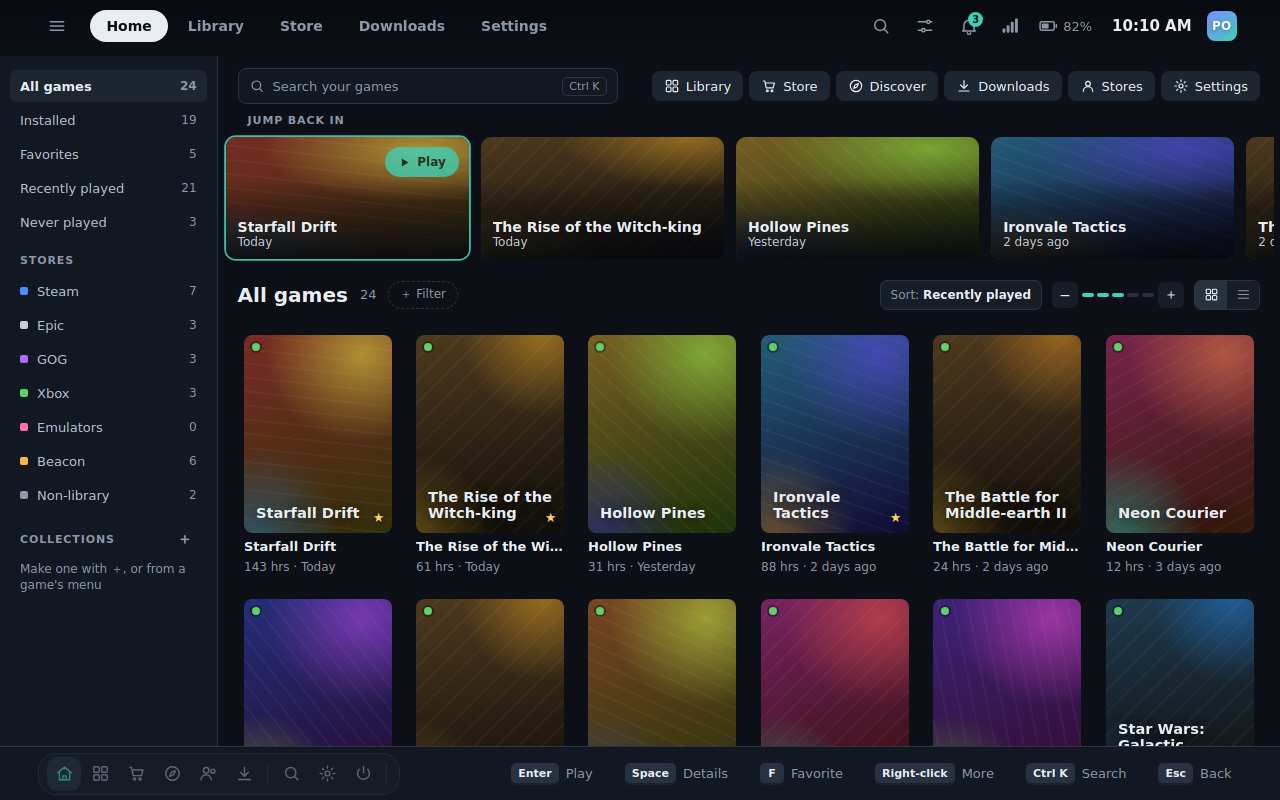 Home
Library
Store
Downloads
Settings
3
82%
10:10 AM
PO
All games 24
Installed 19
Favorites 5
Recently played 21
Never played 3
STORES
Steam 7
Epic 3
GOG 3
Xbox 3
Emulators 0
Beacon 6
Non-library 2
COLLECTIONS +
Make one with +, or from a
game's menu
Search your games
Ctrl K
Library
Store
Discover
Downloads
Stores
Settings
JUMP BACK IN
Play
Starfall Drift
Today
The Rise of the Witch-king
Today
Hollow Pines
Yesterday
Ironvale Tactics
2 days ago
All games 24
+ Filter
Sort: Recently played
Starfall Drift
The Rise of the
Witch-king
Hollow Pines
Ironvale
Tactics
The Battle for
Middle-earth II
Neon Courier
Starfall Drift
143 hrs · Today
The Rise of the Wi...
61 hrs · Today
Hollow Pines
31 hrs · Yesterday
Ironvale Tactics
88 hrs · 2 days ago
The Battle for Mid...
24 hrs · 2 days ago
Neon Courier
12 hrs · 3 days ago
Star Wars:
Galactic
Enter Play
Space Details
F Favorite
Right-click More
Ctrl K Search
Esc Back